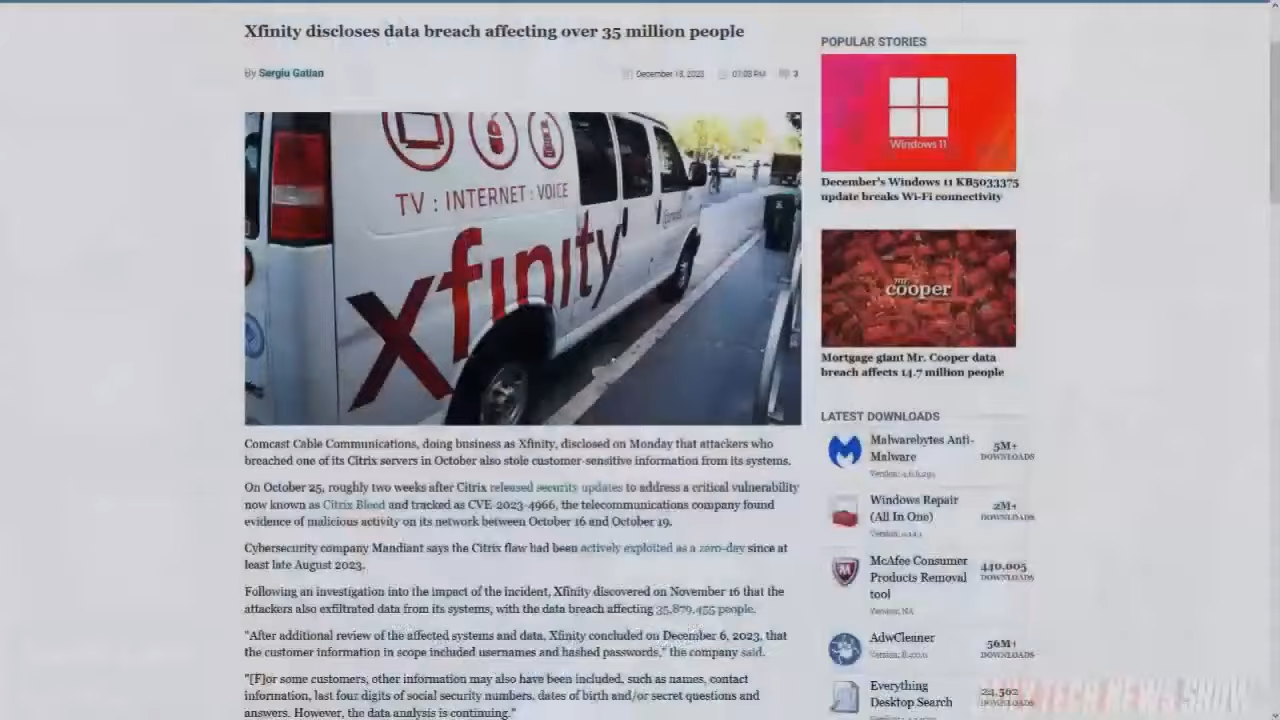 Xfinity discloses data breach affecting over 35 million people
By Sergiu Gatlan
December 18, 2023
07:03 PM
3
TV : INTERNET : VOICE
xfinity
Comcast Cable Communications, doing business as Xfinity, disclosed on Monday that attackers who
breached one of its Citrix servers in October also stole customer-sensitive information from its systems.
On October 25, roughly two weeks after Citrix released security updates to address a critical vulnerability
now known as Citrix Bleed and tracked as CVE-2023-4966, the telecommunications company found
evidence of malicious activity on its network between October 16 and October 19.
Cybersecurity company Mandiant says the Citrix flaw had been actively exploited as a zero-day since at
least late August 2023.
Following an investigation into the impact of the incident, Xfinity discovered on November 16 that the
attackers also exfiltrated data from its systems, with the data breach affecting 35,879,455 people.
"After additional review of the affected systems and data, Xfinity concluded on December 6, 2023, that
the customer information in scope included usernames and hashed passwords," the company said.
"[F]or some customers, other information may also have been included, such as names, contact
information, last four digits of social security numbers, dates of birth and/or secret questions and
answers. However, the data analysis is continuing."
POPULAR STORIES
Windows 11
December's Windows 11 KB5033375
update breaks Wi-Fi connectivity
mr.
cooper
Mortgage giant Mr. Cooper data
breach affects 14.7 million people
LATEST DOWNLOADS
Malwarebytes Anti-
Malware
5M+
DOWNLOADS
Windows Repair
(All In One)
2M+
DOWNLOADS
McAfee Consumer
Products Removal
tool
Version: NA
440,005
DOWNLOADS
AdwCleaner
56M+
DOWNLOADS
Everything
Desktop Search
24,562
DOWNLOADS
TECH NEWS SHOW